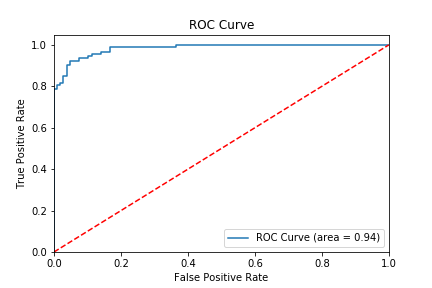 ROC Curve
True Positive Rate
1.0
0.8
0.6
0.4
0.2
0.0
ROC Curve (area = 0.94)
0.0 0.2 0.4 0.6 0.8 1.0
False Positive Rate